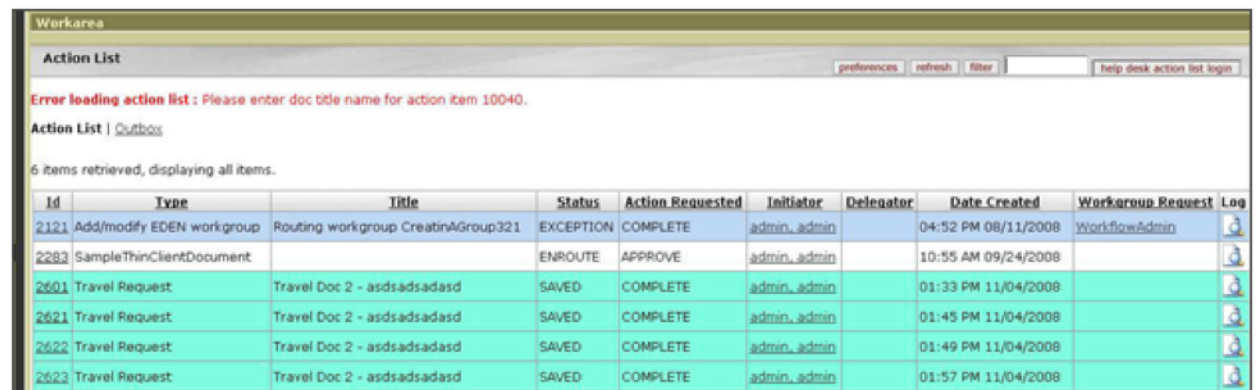 Workarea
Action List
preferences refresh filter help desk action list login
Error loading action list : Please enter doc title name for action item 10040.
Action List | Outbox
6 items retrieved, displaying all items.
Id Type Title Status Action Requested Initiator Delegator Date Created Workgroup Request Log
2121 Add/modify EDEN workgroup Routing workgroup CreatinAGroup321 EXCEPTION COMPLETE admin, admin 04:52 PM 08/11/2008 WorkflowAdmin
2283 SampleThinClientDocument ENROUTE APPROVE admin, admin 10:55 AM 09/24/2008
2601 Travel Request Travel Doc 2 - asdsadsadasd SAVED COMPLETE admin, admin 01:33 PM 11/04/2008
2621 Travel Request Travel Doc 2 - asdsadsadasd SAVED COMPLETE admin, admin 01:45 PM 11/04/2008
2622 Travel Request Travel Doc 2 - asdsadsadasd SAVED COMPLETE admin, admin 01:49 PM 11/04/2008
2623 Travel Request Travel Doc 2 - asdsadsadasd SAVED COMPLETE admin, admin 01:57 PM 11/04/2008